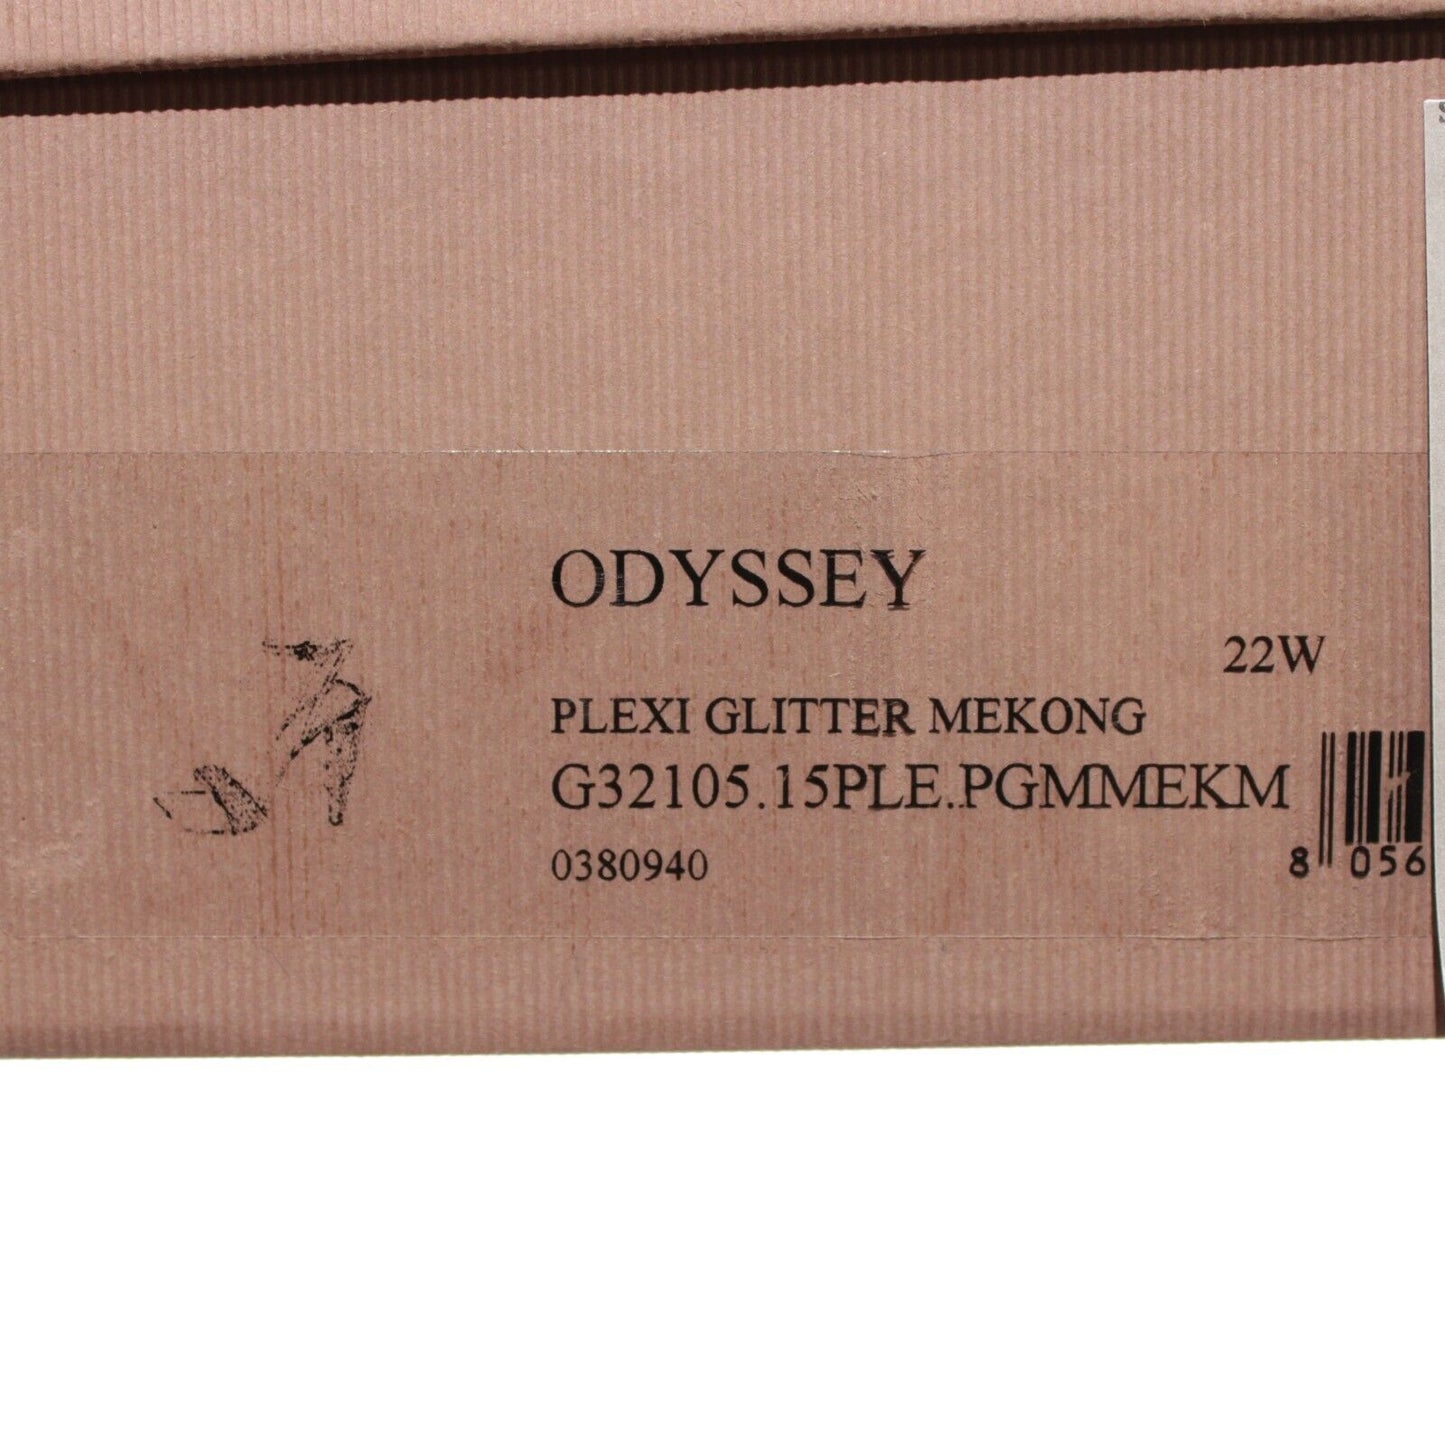 ODYSSEY
22W
PLEXI GLITTER MEKONG
G32105.15PLE.PGMMEKM
0380940
8 056